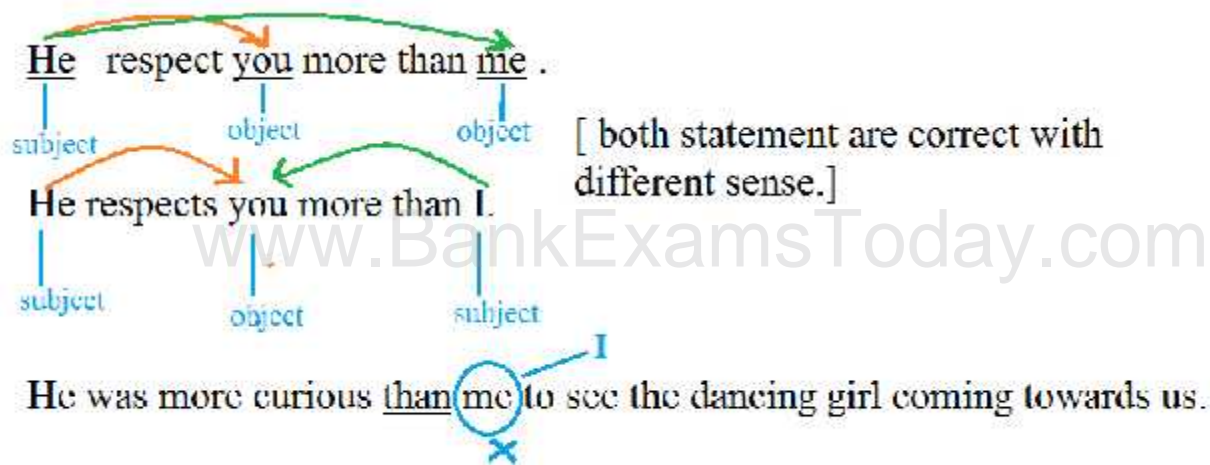 He respect you more than me .
subject object object
[ both statement are correct with
different sense.]
He respects you more than I.
www.BankExamsToday.com
subject object subject
I
He was more curious than me to see the dancing girl coming towards us.